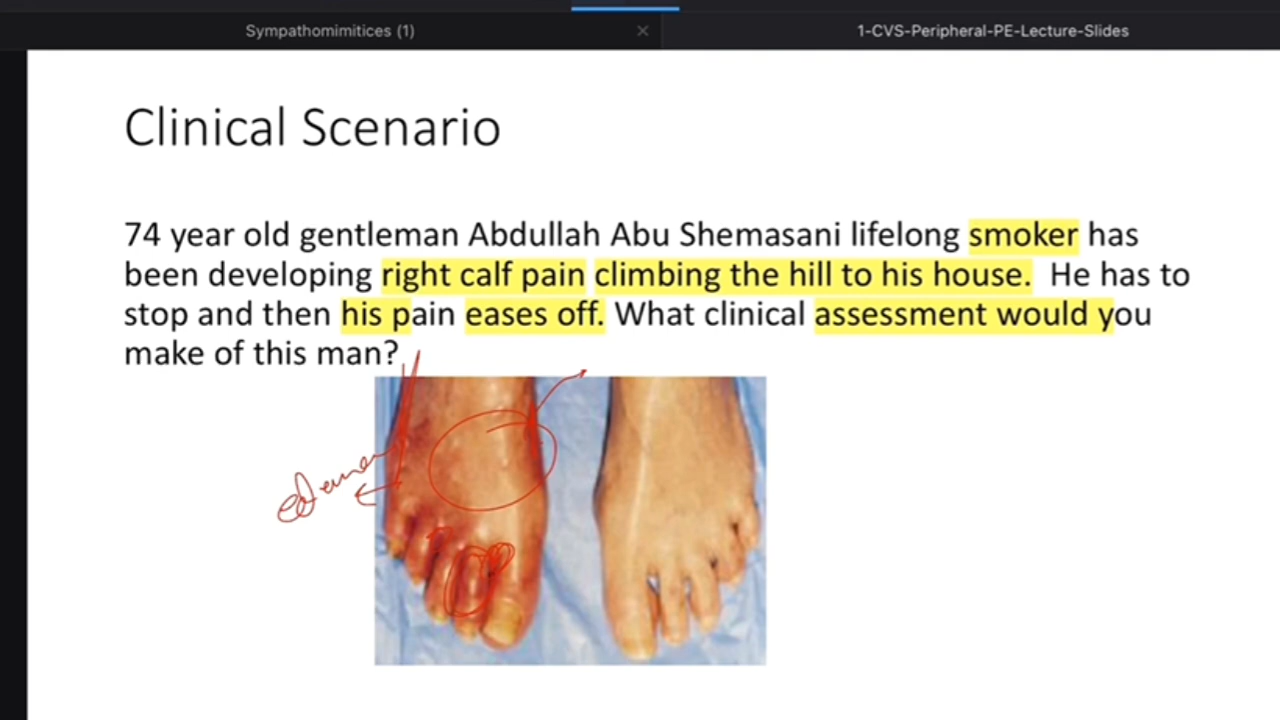 Sympathomimitices (1)
1-CVS-Peripheral-PE-Lecture-Slides
Clinical Scenario
74 year old gentleman Abdullah Abu Shemasani lifelong smoker has
been developing right calf pain climbing the hill to his house. He has to
stop and then his pain eases off. What clinical assessment would you
make of this man?